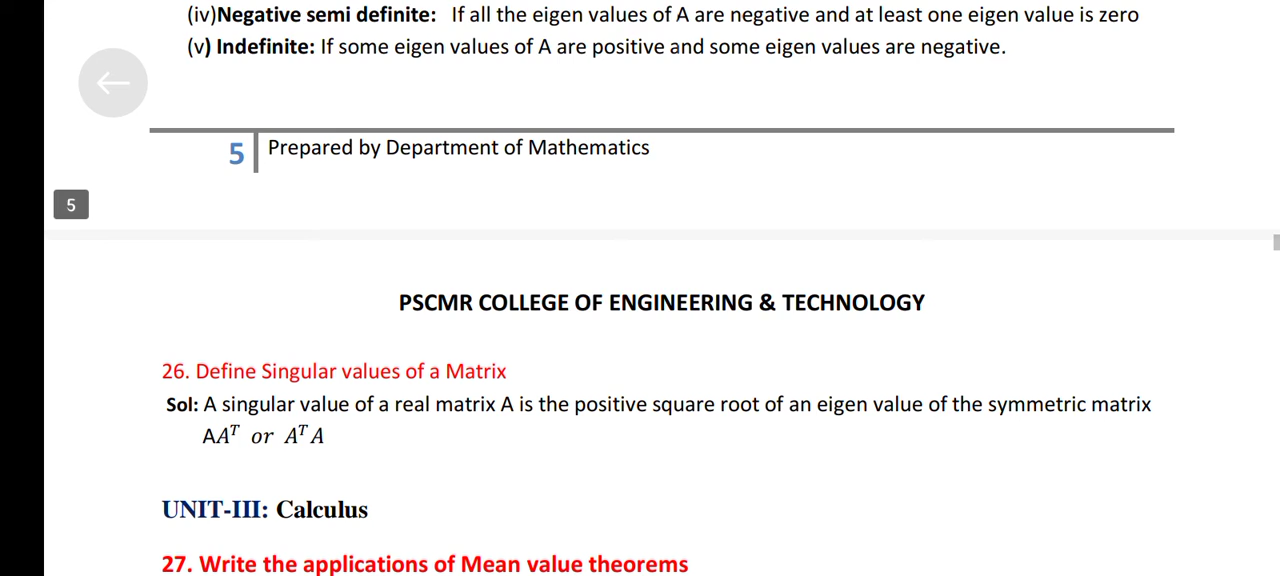 (iv)Negative semi definite: If all the eigen values of A are negative and at least one eigen value is zero
(v) Indefinite: If some eigen values of A are positive and some eigen values are negative.
5 Prepared by Department of Mathematics
5
PSCMR COLLEGE OF ENGINEERING & TECHNOLOGY
26. Define Singular values of a Matrix
Sol: A singular value of a real matrix A is the positive square root of an eigen value of the symmetric matrix
AAᵀ or AᵀA
UNIT-III: Calculus
27. Write the applications of Mean value theorems